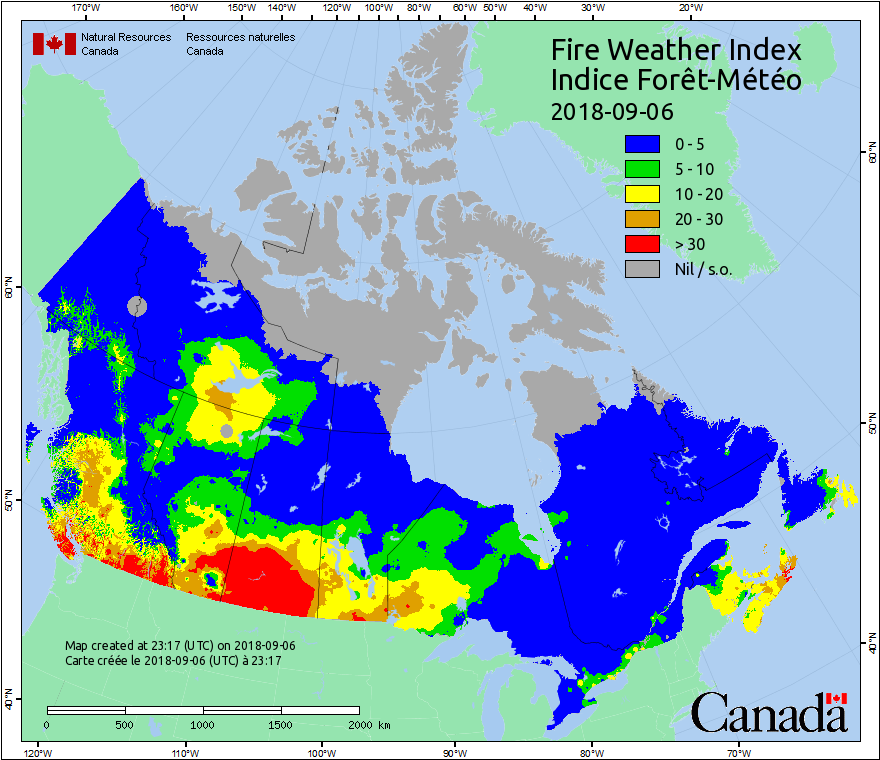 170°W 160°W 150°W 140°W 120°W 100°W 80°W 60°W 50°W 40°W 30°W 20°W
Natural Resources Ressources naturelles
Canada Canada
Fire Weather Index
Indice Forêt-Météo
2018-09-06
0 - 5
5 - 10
10 - 20
20 - 30
> 30
Nil / s.o.
60°N
60°N
50°N
50°N
40°N
40°N
Map created at 23:17 (UTC) on 2018-09-06
Carte créée le 2018-09-06 (UTC) à 23:17
0 500 1000 1500 2000 km
Canada
120°W 110°W 100°W 90°W 80°W 70°W